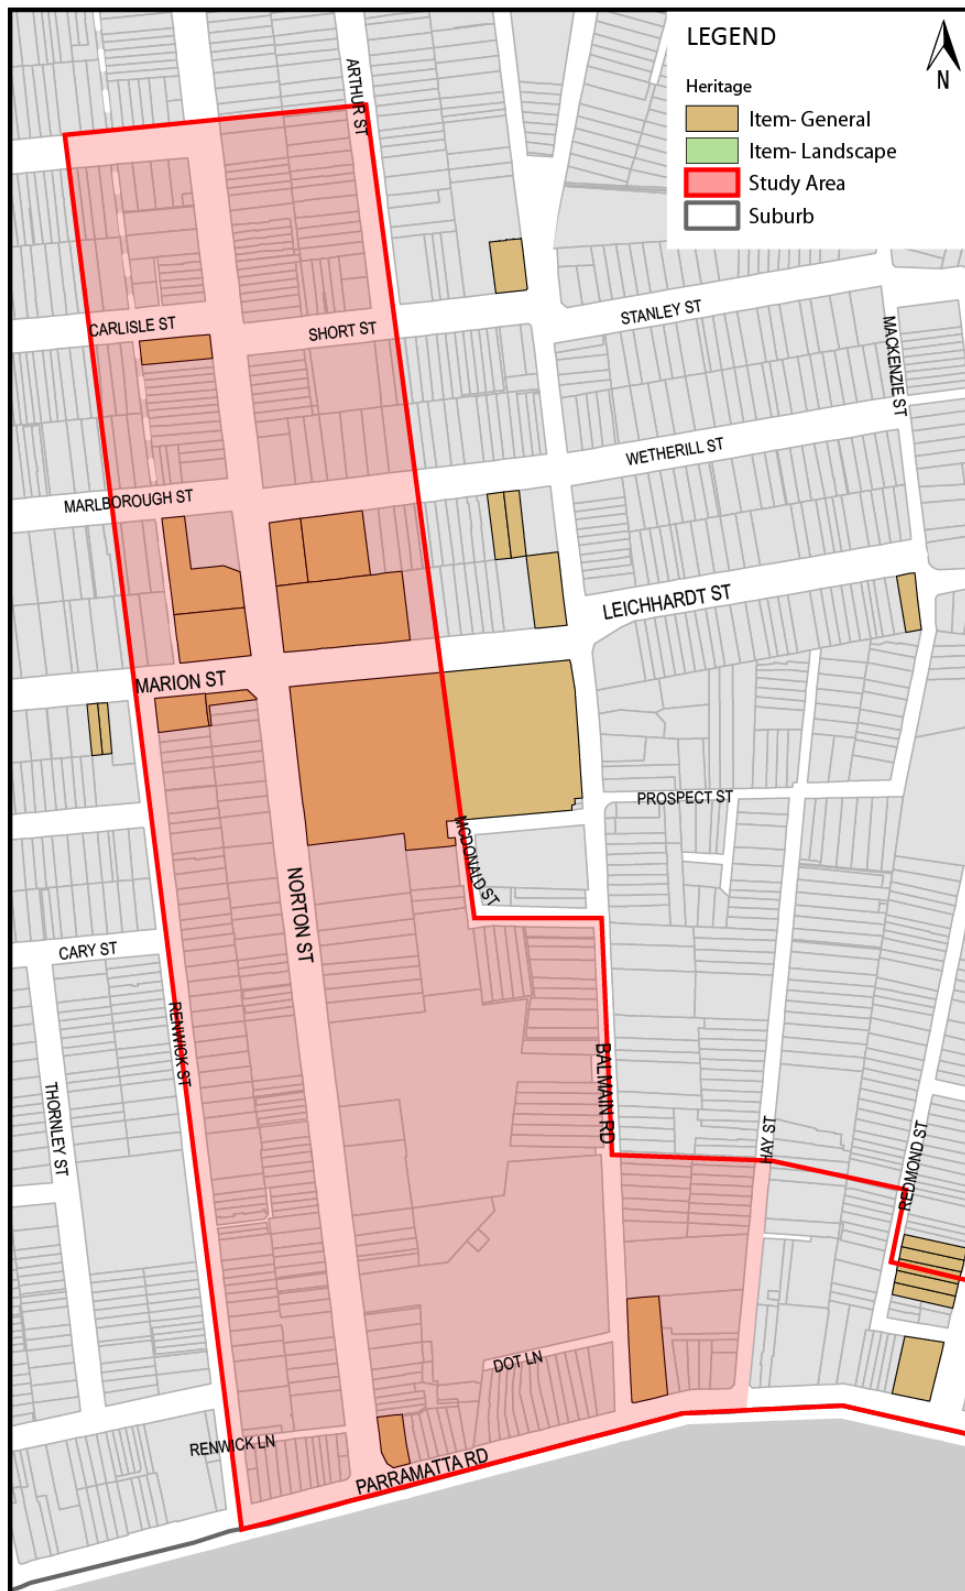 LEGEND
N
Heritage
Item- General
Item- Landscape
Study Area
Suburb
ARTHUR ST
CARLISLE ST
SHORT ST
STANLEY ST
MACKENZIE ST
WETHERILL ST
MARLBOROUGH ST
LEICHHARDT ST
MARION ST
PROSPECT ST
MCDONALD ST
NORTON ST
CARY ST
RENWICK ST
THORNLEY ST
BALMAIN RD
HAY ST
REDMOND ST
DOT LN
RENWICK LN
PARRAMATTA RD